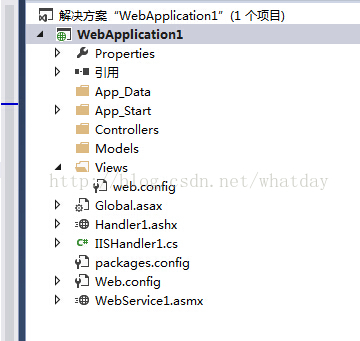 解决方案“WebApplication1”(1 个项目)
WebApplication1
Properties
引用
App_Data
App_Start
Controllers
Models
Views
http://blog.csdn.net/whatday
web.config
Global.asax
Handler1.ashx
C# IISHandler1.cs
packages.config
Web.config
WebService1.asmx